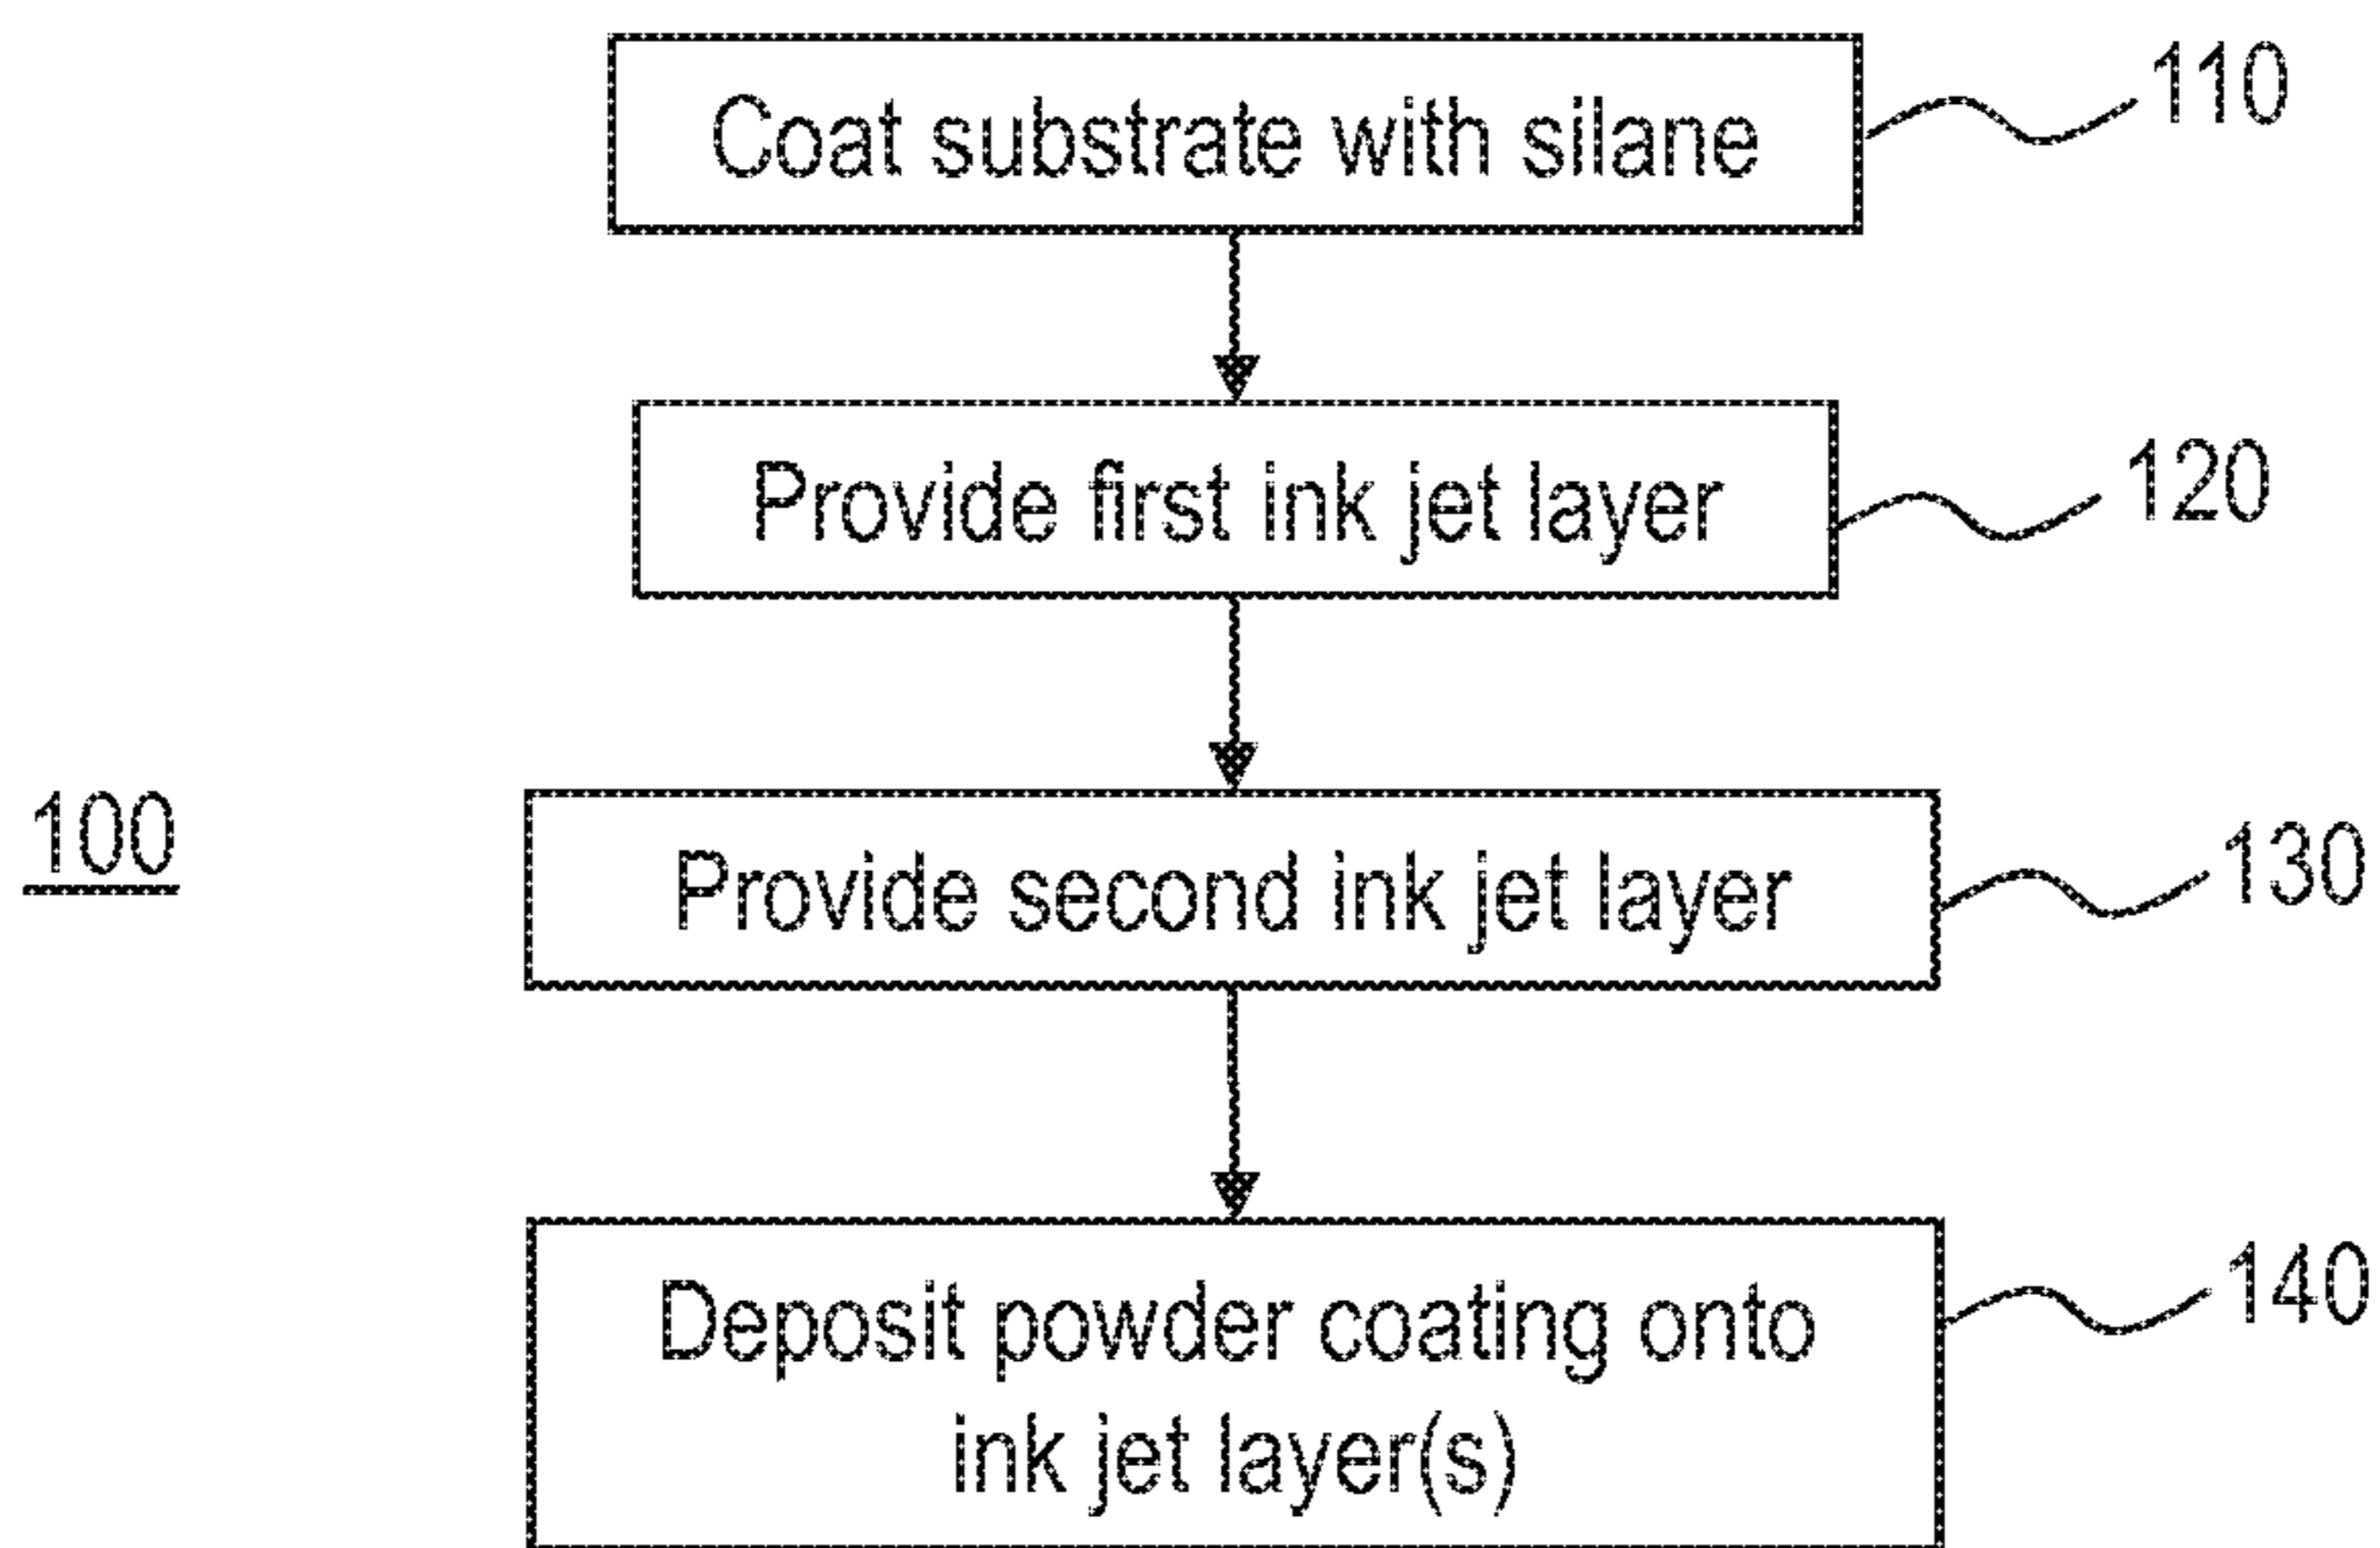 Coat substrate with silane
110
Provide first ink jet layer
120
100
Provide second ink jet layer
130
Deposit powder coating onto
ink jet layer(s)
140